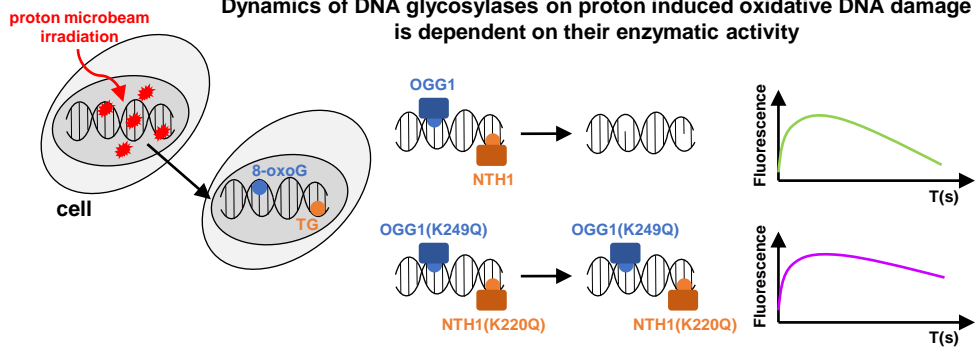 Dynamics of DNA glycosylases on proton induced oxidative DNA damage
is dependent on their enzymatic activity
proton microbeam
irradiation
cell
8-oxoG
TG
OGG1
NTH1
Fluorescence
T(s)
OGG1(K249Q)
NTH1(K220Q)
OGG1(K249Q)
NTH1(K220Q)
Fluorescence
T(s)